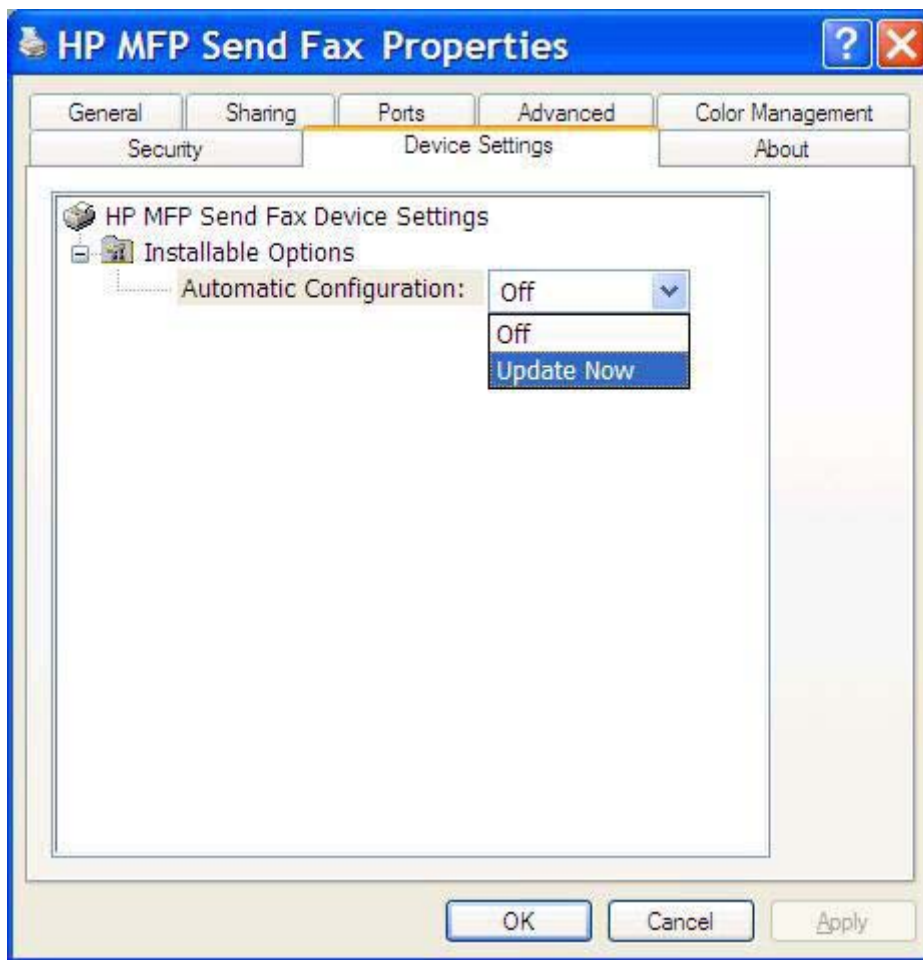 HP MFP Send Fax Properties
General Sharing Ports Advanced Color Management
Security Device Settings About
HP MFP Send Fax Device Settings
Installable Options
Automatic Configuration: Off
Off
Update Now
OK Cancel Apply